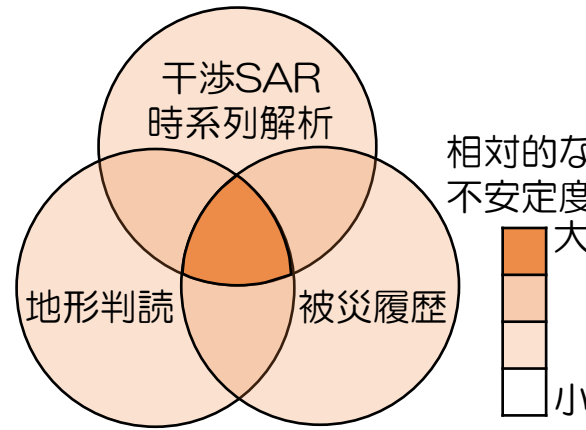 干渉SAR
時系列解析
地形判読
被災履歴
相対的な
不安定度
大
小